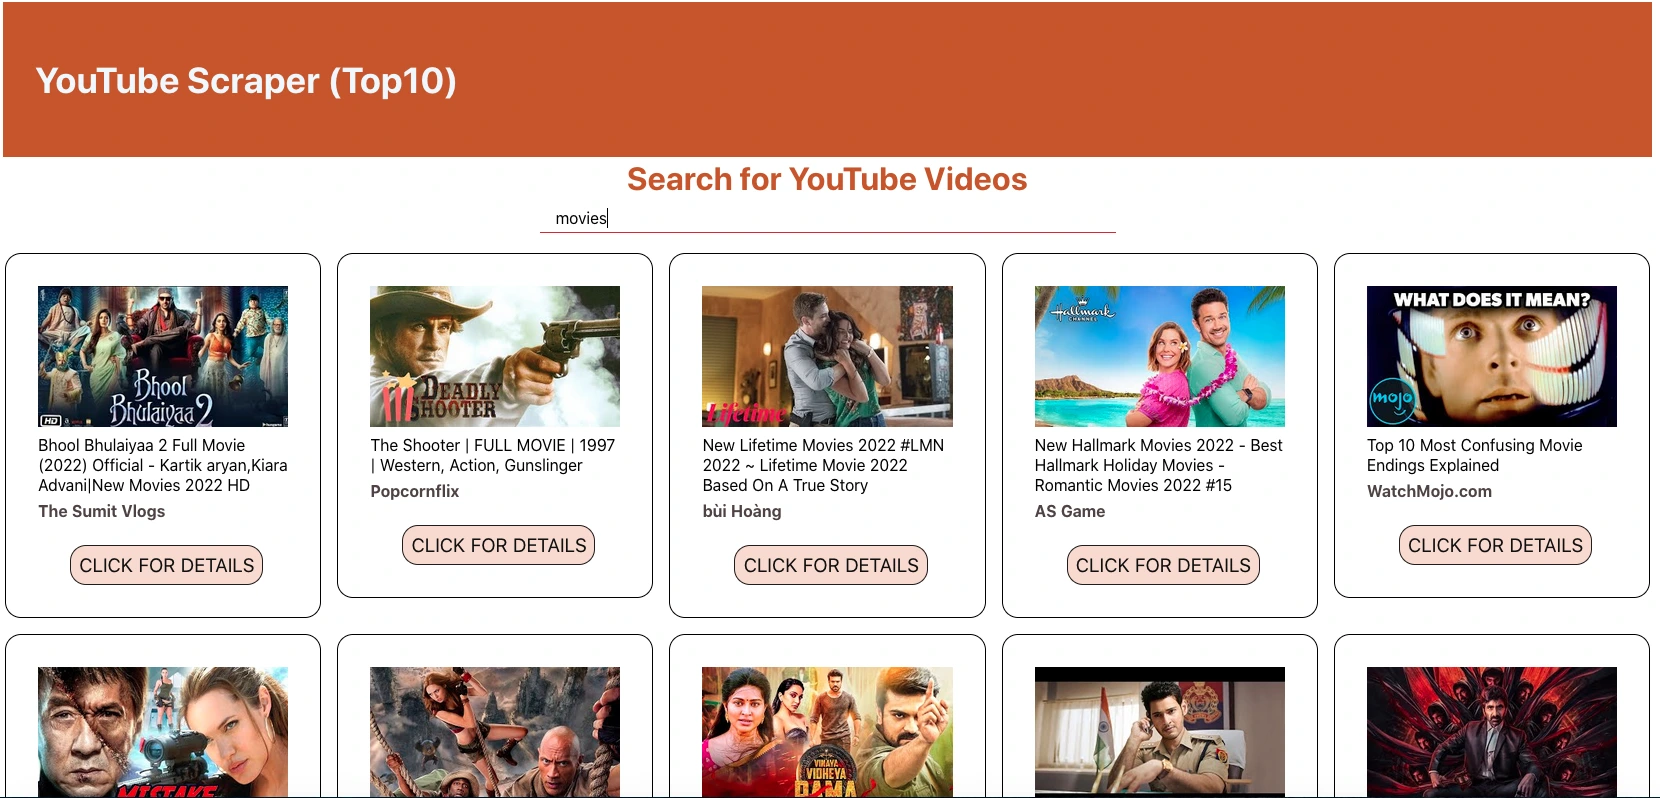 YouTube Scraper (Top10)
Search for YouTube Videos
movies
Bhool
Bhulaiyaa 2
HD
Bhool Bhulaiyaa 2 Full Movie
(2022) Official - Kartik aryan,Kiara
Advani|New Movies 2022 HD
The Sumit Vlogs
CLICK FOR DETAILS
DEADLY
SHOOTER
The Shooter | FULL MOVIE | 1997
| Western, Action, Gunslinger
Popcornflix
CLICK FOR DETAILS
Lifetime
New Lifetime Movies 2022 #LMN
2022 ~ Lifetime Movie 2022
Based On A True Story
bùi Hoàng
CLICK FOR DETAILS
Hallmark
CHANNEL
New Hallmark Movies 2022 - Best
Hallmark Holiday Movies -
Romantic Movies 2022 #15
AS Game
CLICK FOR DETAILS
WHAT DOES IT MEAN?
mojo
Top 10 Most Confusing Movie
Endings Explained
WatchMojo.com
CLICK FOR DETAILS
MISTAKE
VINAYA
VIDHEYA
RAMA